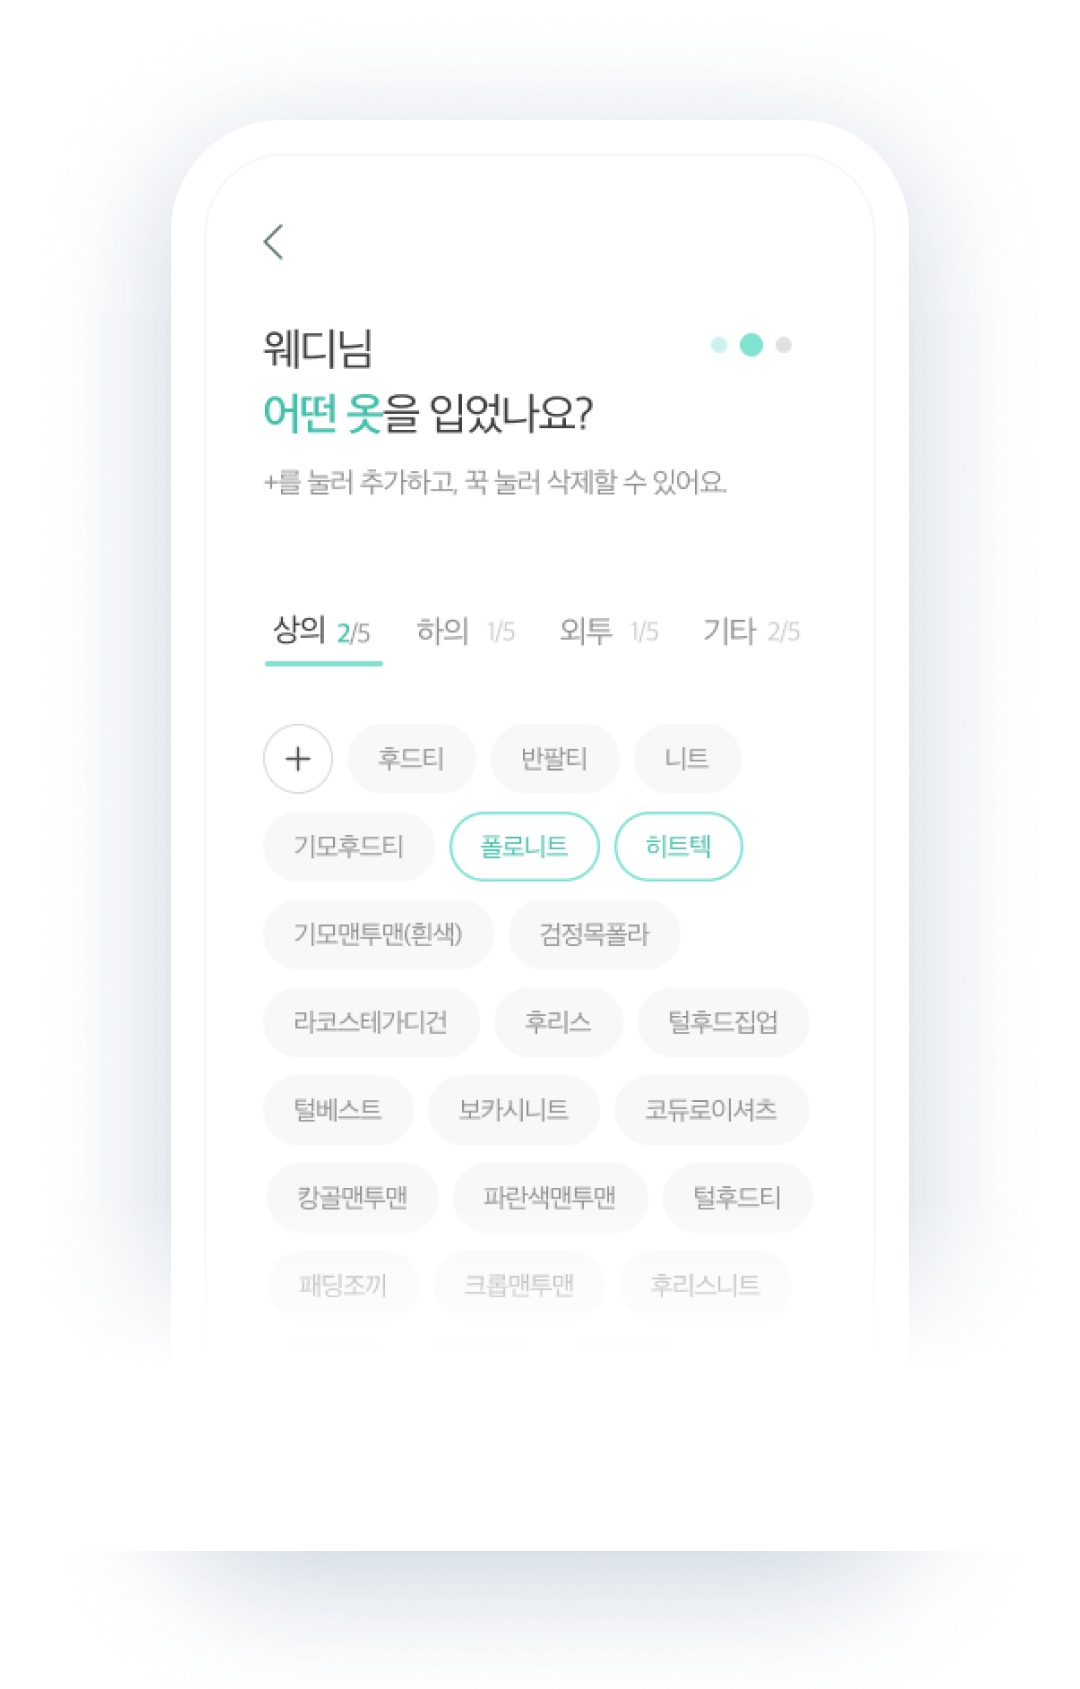 웨디님
어떤 옷을 입었나요?
+를 눌러 추가하고, 꾹 눌러 삭제할 수 있어요.
상의 2/5 하의 1/5 외투 1/5 기타 2/5
+ 후드티 반팔티 니트
기모후드티 폴로니트 히트텍
기모맨투맨(흰색) 검정목폴라
라코스테가디건 후리스 털후드집업
털베스트 보카시니트 코듀로이셔츠
캉골맨투맨 파란색맨투맨 털후드티
패딩조끼 크롭맨투맨 후리스니트